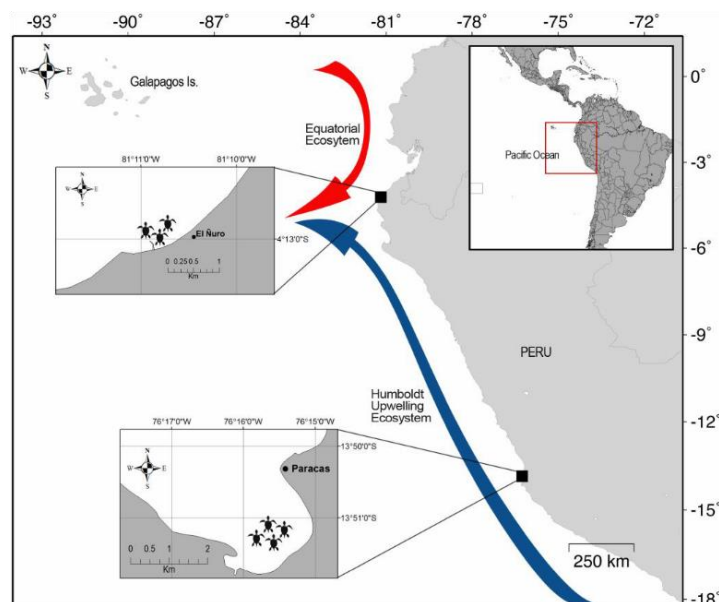 -93° -90° -87° -84° -81° -78° -75° -72°
N
W E
S
Galapagos Is.
0°
-3°
-6°
-9°
-12°
-15°
-18°
Equatorial
Ecosytem
Pacific Ocean
81°11'0"W 81°10'0"W
N
W E
S
El Ñuro
4°13'0"S
0 0.25 0.5 1
Km
PERU
Humboldt
Upwelling
Ecosystem
76°17'0"W 76°16'0"W 76°15'0"W
N
W E
S
13°50'0"S
Paracas
13°51'0"S
0 0.5 1 2
Km
250 km